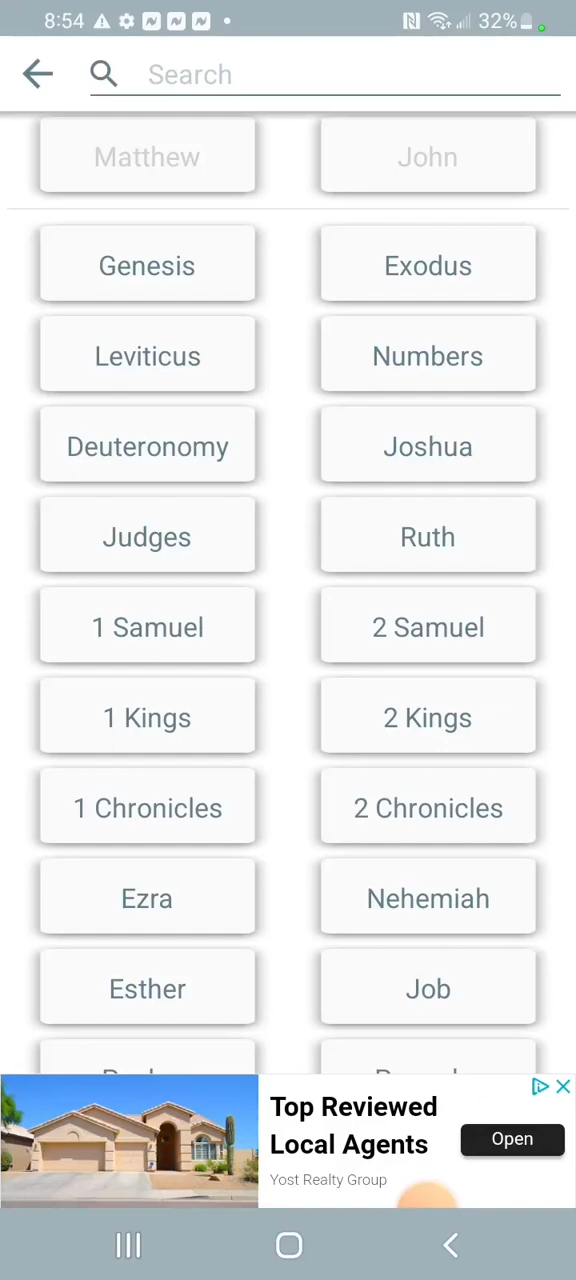 8:54
32%
Search
Matthew
John
Genesis
Exodus
Leviticus
Numbers
Deuteronomy
Joshua
Judges
Ruth
1 Samuel
2 Samuel
1 Kings
2 Kings
1 Chronicles
2 Chronicles
Ezra
Nehemiah
Esther
Job
Top Reviewed
Local Agents
Open
Yost Realty Group